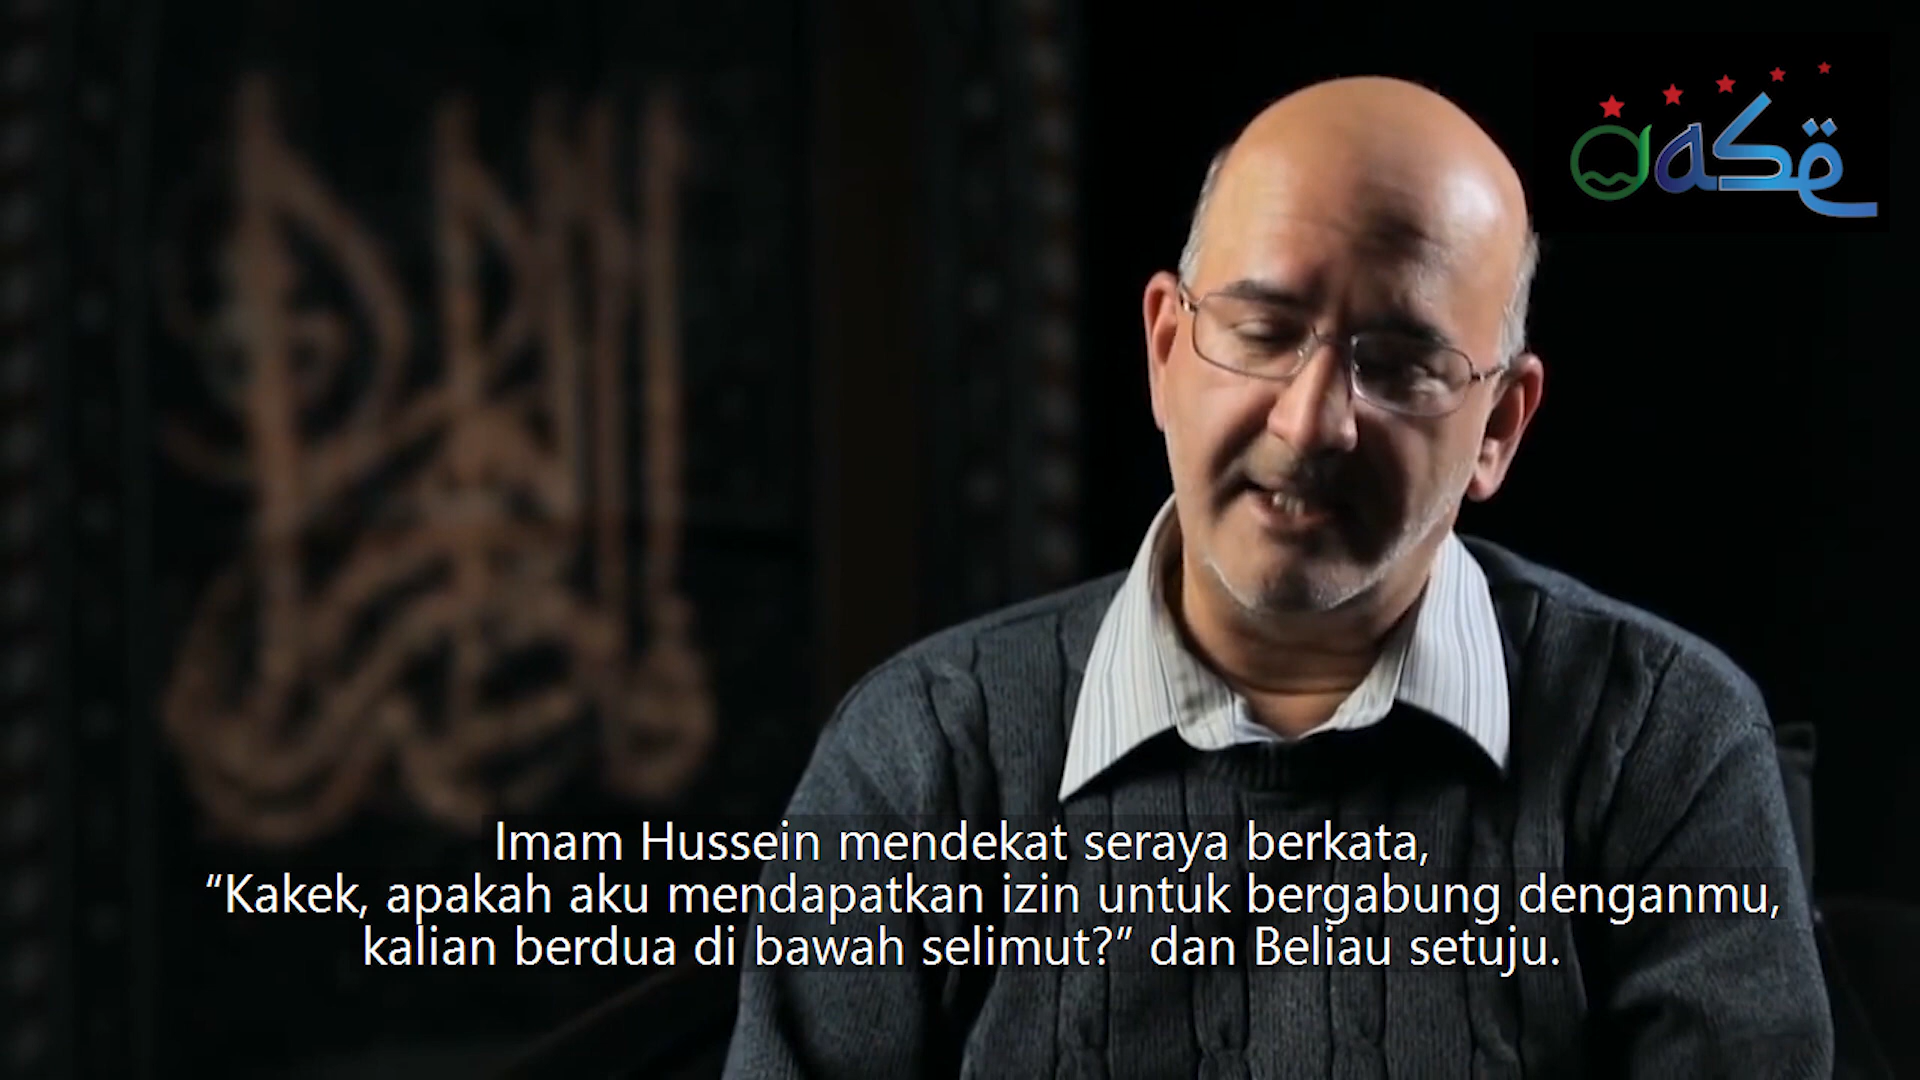 Imam Hussein mendekat seraya berkata,
“Kakek, apakah aku mendapatkan izin untuk bergabung denganmu,
kalian berdua di bawah selimut?” dan Beliau setuju.